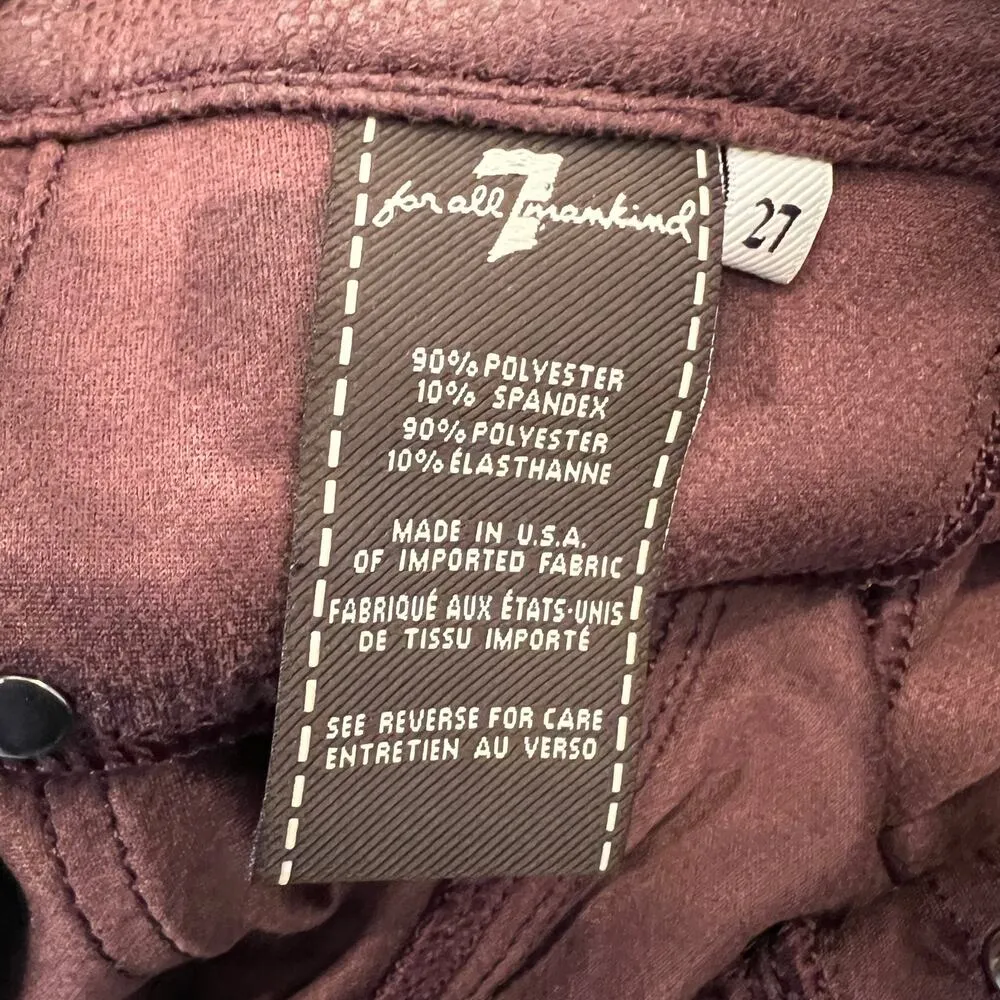 for all 7 mankind
27
90% POLYESTER
10% SPANDEX
90% POLYESTER
10% ÉLASTHANNE
MADE IN U.S.A.
OF IMPORTED FABRIC
FABRIQUÉ AUX ÉTATS-UNIS
DE TISSU IMPORTÉ
SEE REVERSE FOR CARE
ENTRETIEN AU VERSO